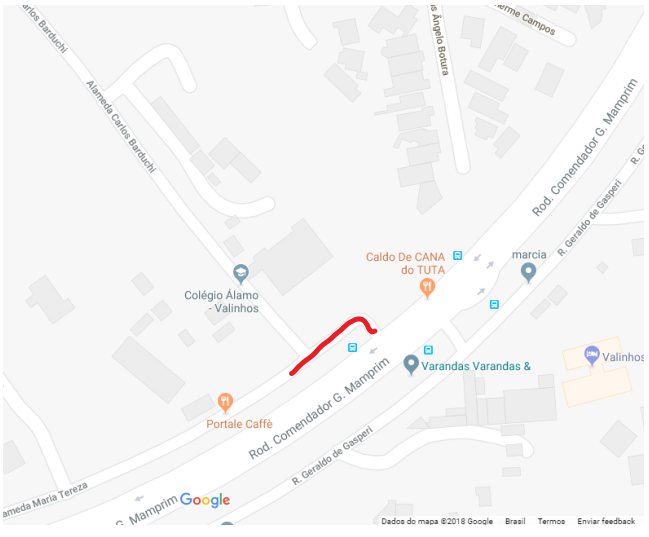 Carlos Barduchi
Alameda Carlos Barduchi
erme Campos
s Ângelo Botura
Rod. Comendador G. Mamprim
R. G
R. Geraldo de Gasperi
Caldo De CANA
do TUTA
marcia
Colégio Álamo
- Valinhos
Valinhos
Varandas Varandas &
Portale Caffè
Rod. Comendador G. Mamprim
R. Geraldo de Gasperi
ameda Maria Tereza
G. Mamprim
Google
Dados do mapa ©2018 Google Brasil Termos Enviar feedback